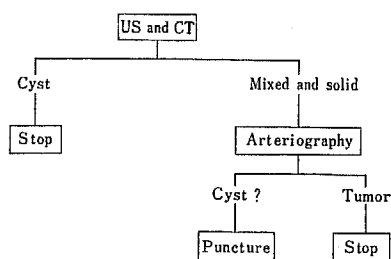 US and CT
Cyst
Mixed and solid
Stop
Arteriography
Cyst ?
Tumor
Puncture
Stop